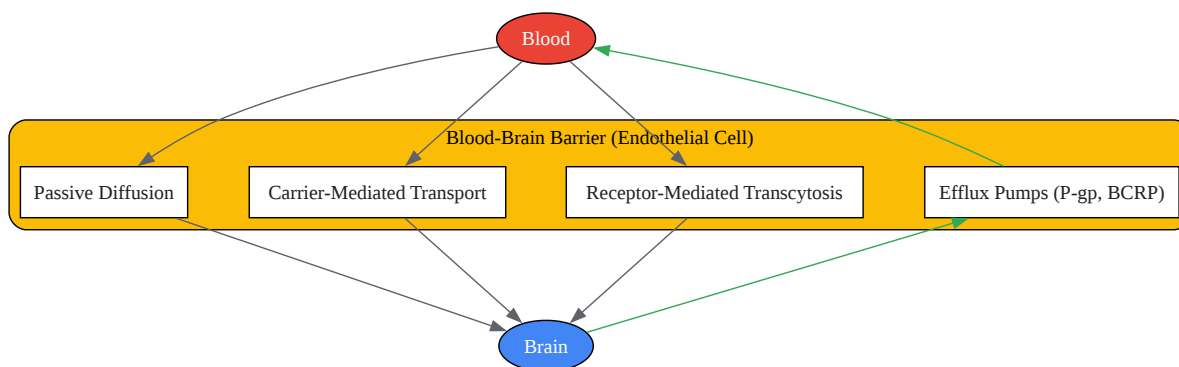 Blood
Blood-Brain Barrier (Endothelial Cell)
Passive Diffusion
Carrier-Mediated Transport
Receptor-Mediated Transcytosis
Efflux Pumps (P-gp, BCRP)
Brain